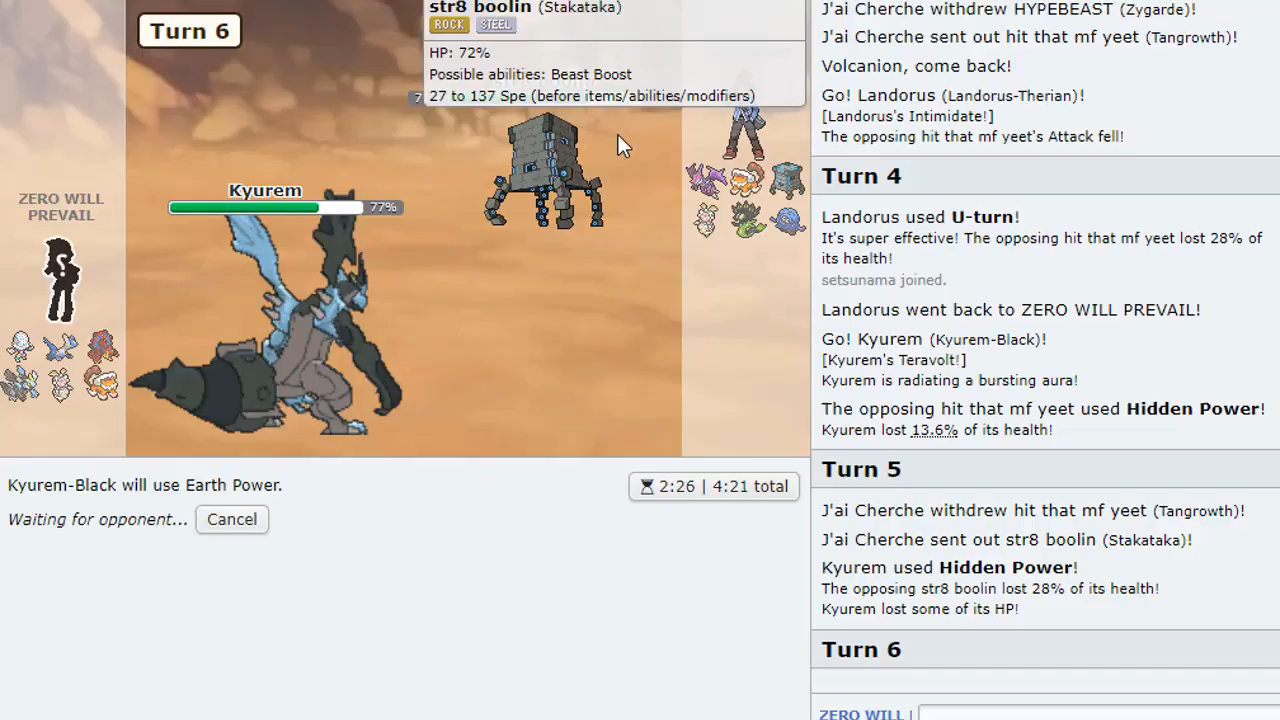 Turn 6
str8 boolin (Stakataka)
ROCK STEEL
HP: 72%
Possible abilities: Beast Boost
27 to 137 Spe (before items/abilities/modifiers)
ZERO WILL
PREVAIL
Kyurem
77%
Kyurem-Black will use Earth Power.
2:26 | 4:21 total
Waiting for opponent... Cancel
J'ai Cherche withdrew HYPEBEAST (Zygarde)!
J'ai Cherche sent out hit that mf yeet (Tangrowth)!
Volcanion, come back!
Go! Landorus (Landorus-Therian)!
[Landorus's Intimidate!]
The opposing hit that mf yeet's Attack fell!
Turn 4
Landorus used U-turn!
It's super effective! The opposing hit that mf yeet lost 28% of
its health!
setsunama joined.
Landorus went back to ZERO WILL PREVAIL!
Go! Kyurem (Kyurem-Black)!
[Kyurem's Teravolt!]
Kyurem is radiating a bursting aura!
The opposing hit that mf yeet used Hidden Power!
Kyurem lost 13.6% of its health!
Turn 5
J'ai Cherche withdrew hit that mf yeet (Tangrowth)!
J'ai Cherche sent out str8 boolin (Stakataka)!
Kyurem used Hidden Power!
The opposing str8 boolin lost 28% of its health!
Kyurem lost some of its HP!
Turn 6
ZERO WILL